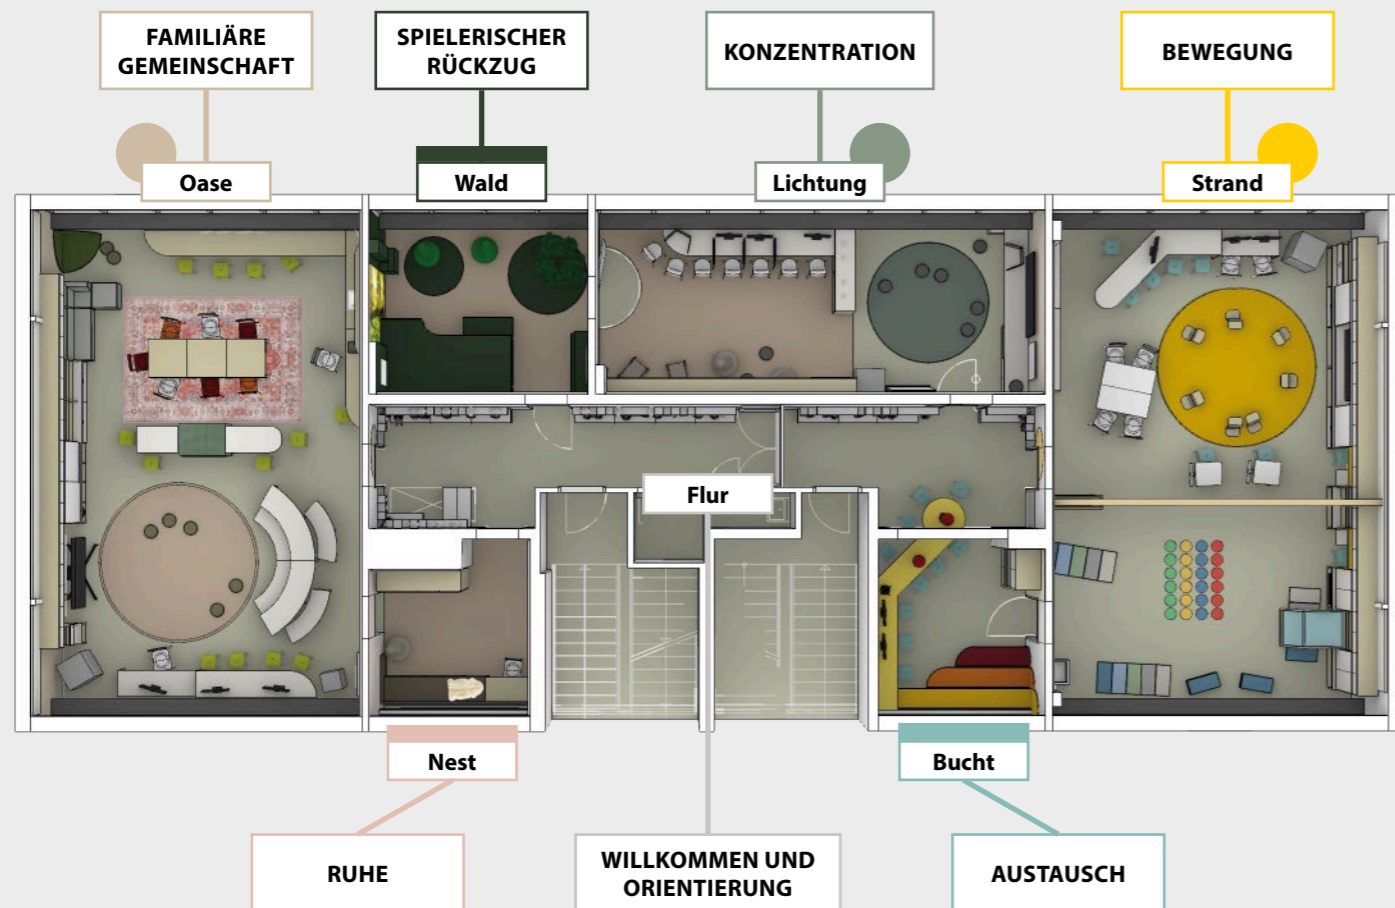 FAMILIÄRE
GEMEINSCHAFT
SPIELERISCHER
RÜCKZUG
KONZENTRATION
BEWEGUNG
Oase
Wald
Lichtung
Strand
Flur
Nest
Bucht
RUHE
WILLKOMMEN UND
ORIENTIERUNG
AUSTAUSCH